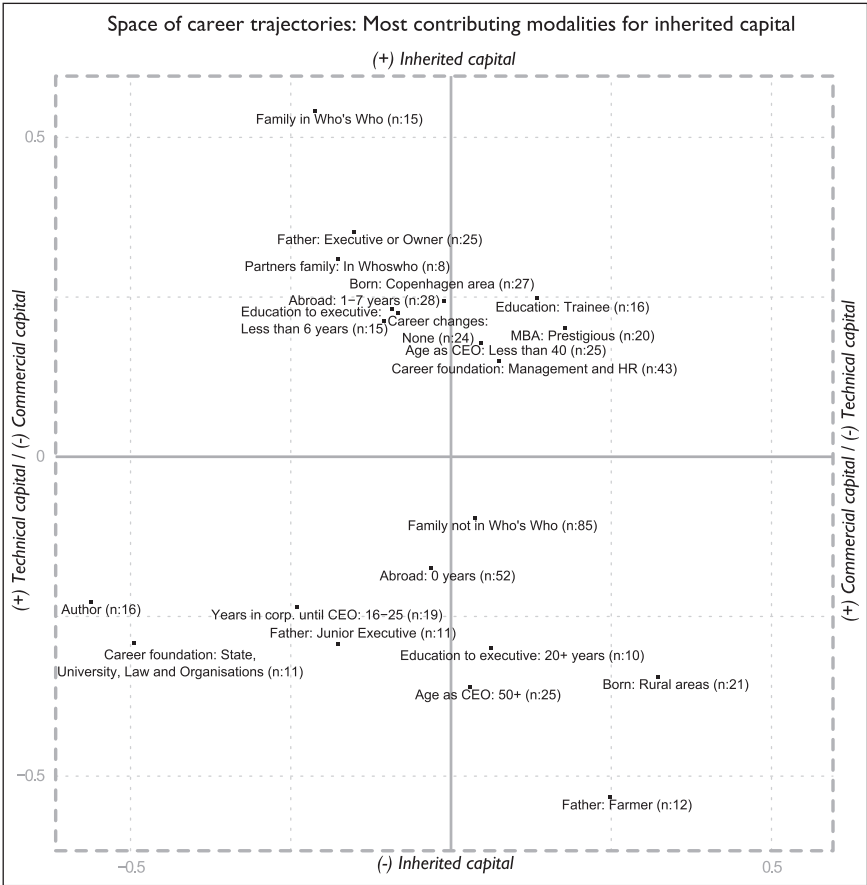 Space of career trajectories: Most contributing modalities for inherited capital
(+) Inherited capital
Family in Who's Who (n:15)
0.5
Father: Executive or Owner (n:25)
Partners family: In Whoswho (n:8)
Born: Copenhagen area (n:27)
Abroad: 1−7 years (n:28)
Education: Trainee (n:16)
Education to executive:
Less than 6 years (n:15)
Career changes:
None (n:24)
MBA: Prestigious (n:20)
Age as CEO: Less than 40 (n:25)
Career foundation: Management and HR (n:43)
(+) Technical capital / (-) Commercial capital
(+) Commercial capital / (-) Technical capital
0
Family not in Who's Who (n:85)
Abroad: 0 years (n:52)
Author (n:16)
Years in corp. until CEO: 16−25 (n:19)
Father: Junior Executive (n:11)
Career foundation: State,
University, Law and Organisations (n:11)
Education to executive: 20+ years (n:10)
Born: Rural areas (n:21)
Age as CEO: 50+ (n:25)
−0.5
Father: Farmer (n:12)
(-) Inherited capital
−0.5
0.5